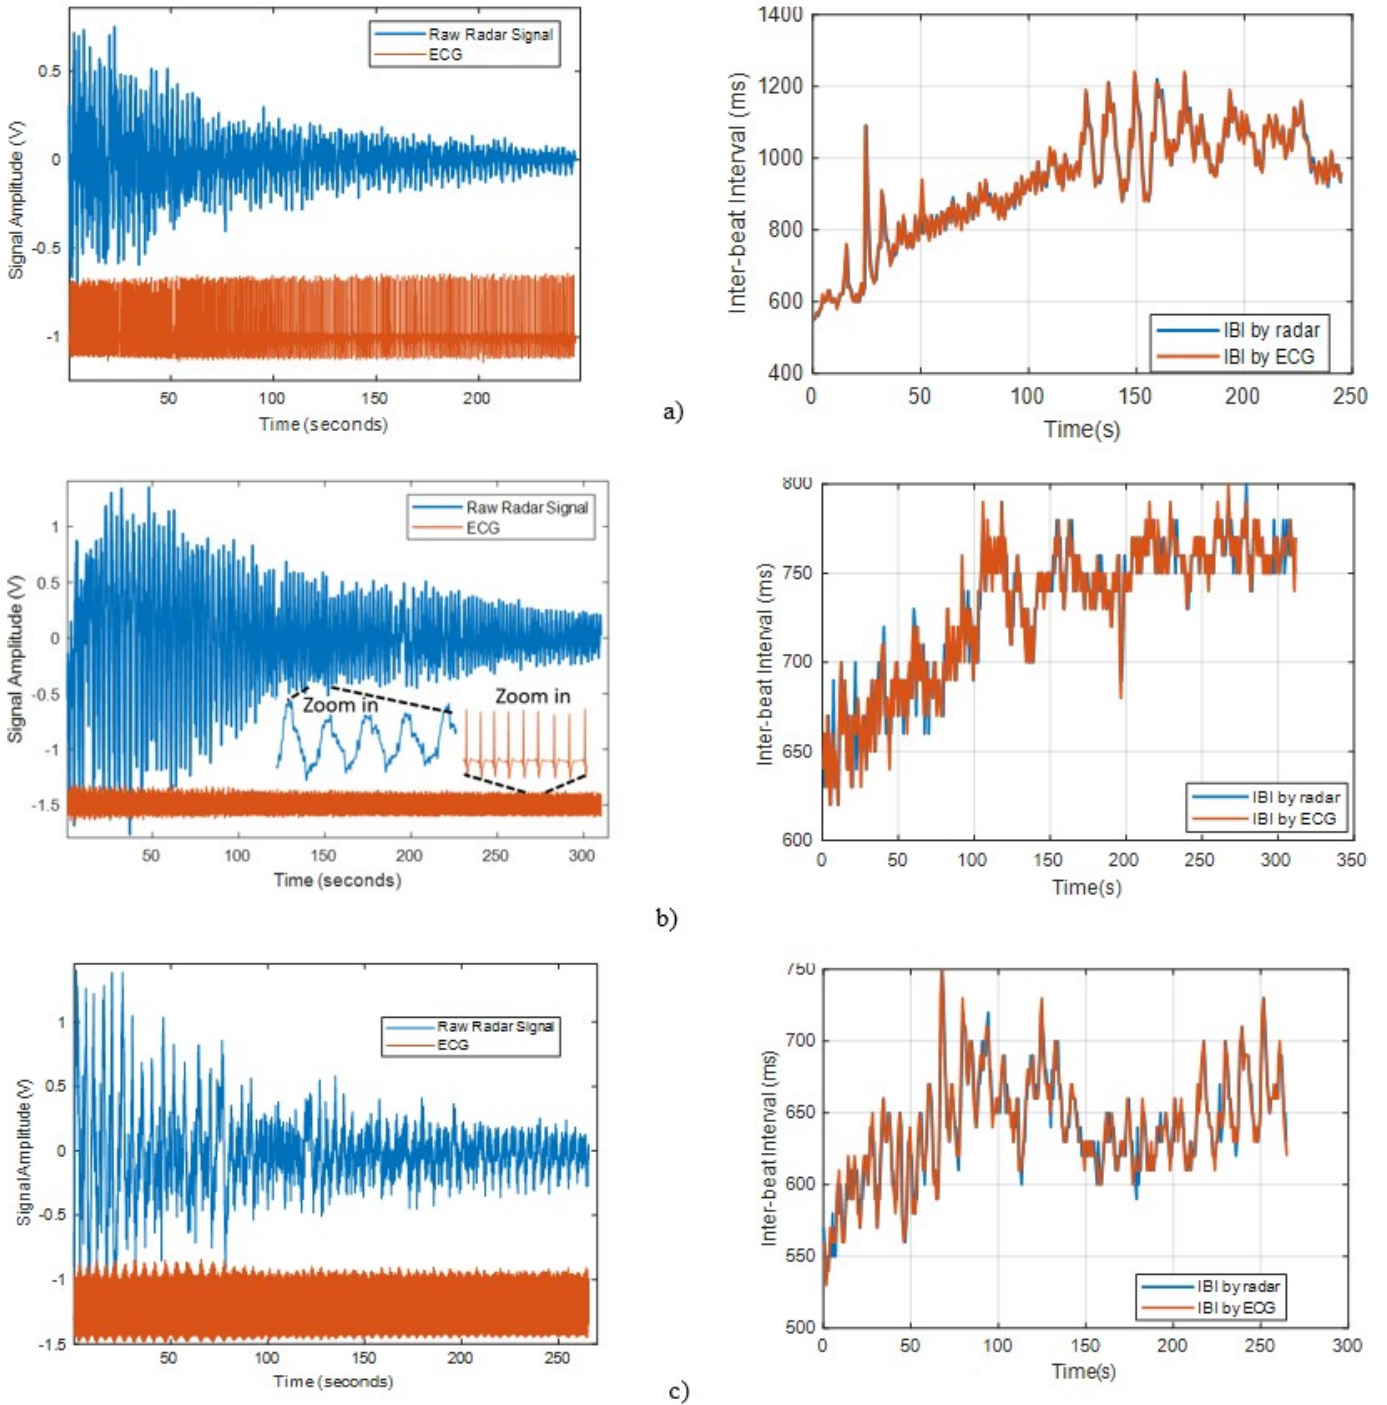 Raw Radar Signal
ECG
Signal Amplitude (V)
0.5
0
-0.5
-1
50
100
150
200
Time (seconds)
1400
1200
1000
800
600
400
Inter-beat Interval (ms)
IBI by radar
IBI by ECG
0
50
100
150
200
250
Time(s)
a)
Raw Radar Signal
ECG
Signal Amplitude (V)
1
0.5
0
-0.5
-1
-1.5
Zoom in
Zoom in
50
100
150
200
250
300
Time (seconds)
800
750
700
650
600
Inter-beat Interval (ms)
IBI by radar
IBI by ECG
0
50
100
150
200
250
300
350
Time(s)
b)
Raw Radar Signal
ECG
Signal Amplitude (V)
1
0.5
0
-0.5
-1
-1.5
50
100
150
200
250
Time (seconds)
750
700
650
600
550
500
Inter-beat Interval (ms)
IBI by radar
IBI by ECG
0
50
100
150
200
250
300
Time(s)
c)